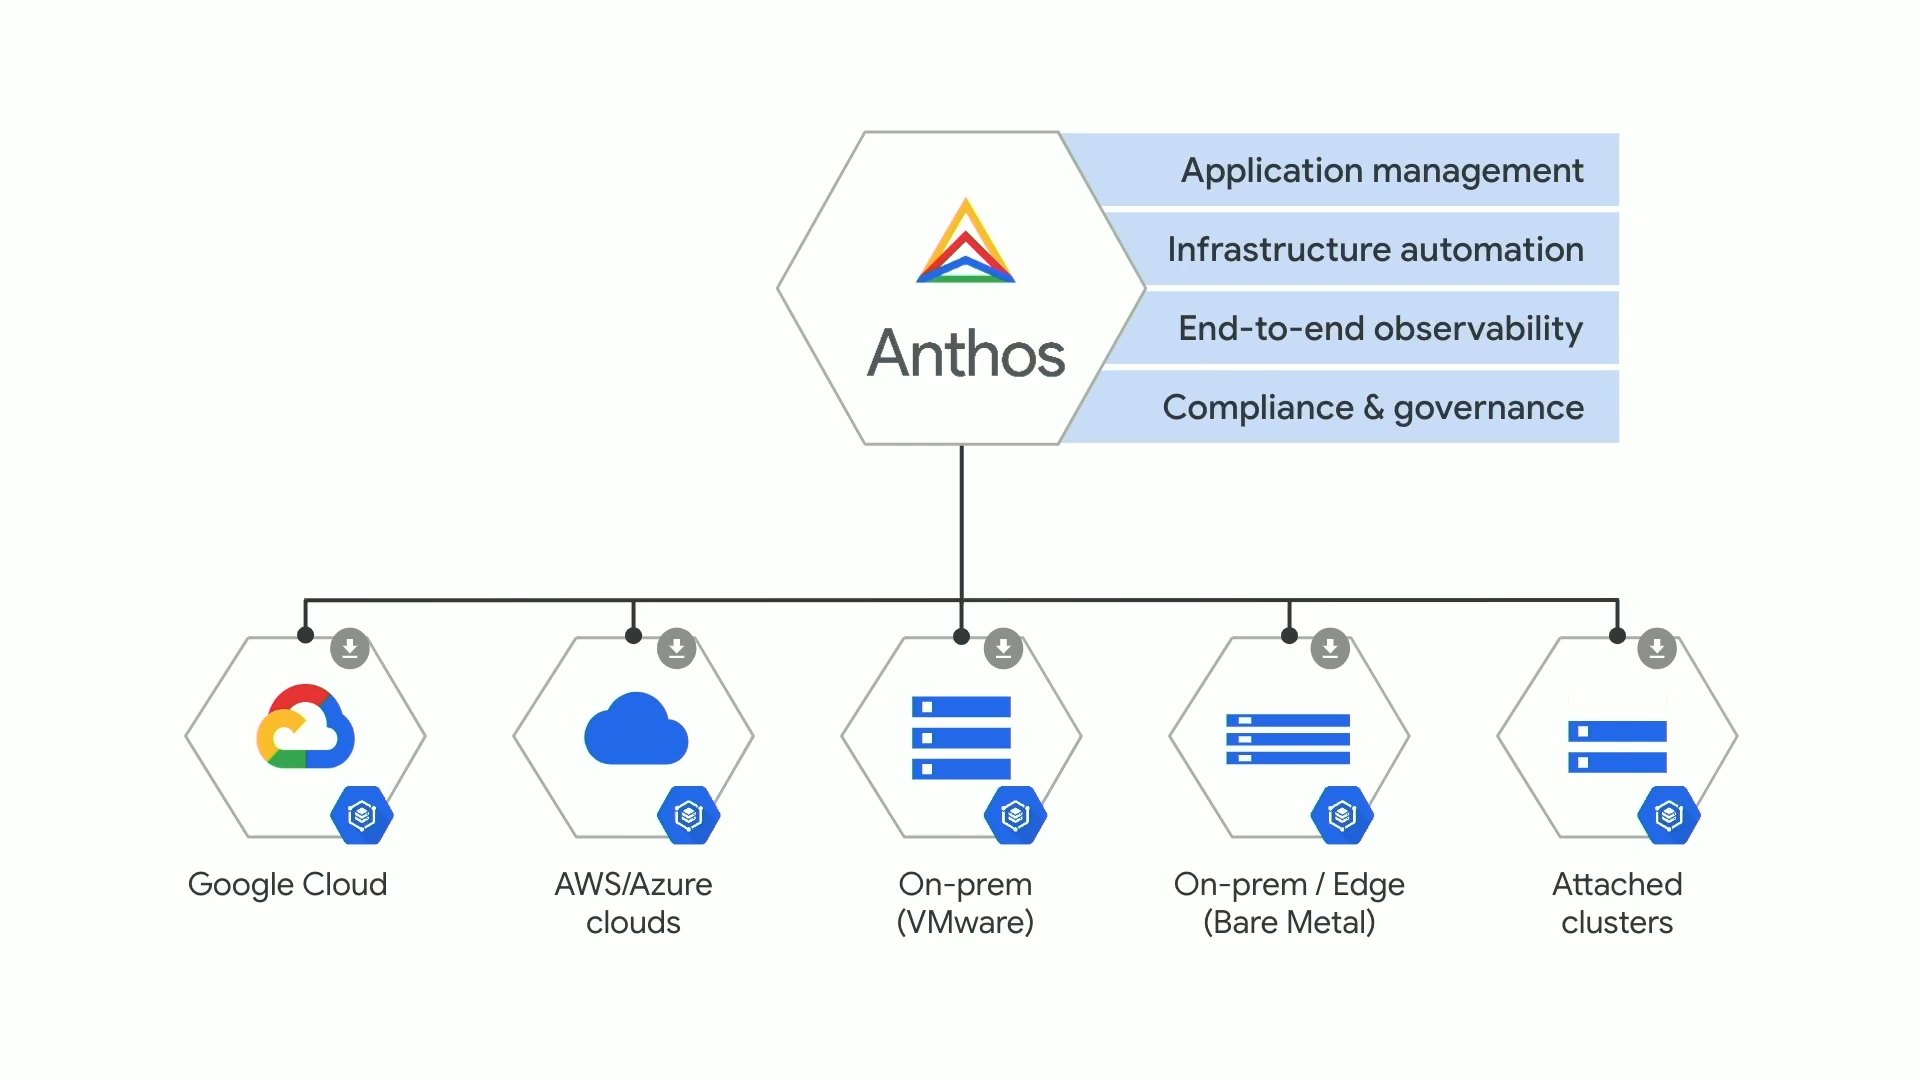 Application management
Infrastructure automation
End-to-end observability
Compliance & governance
Anthos
Google Cloud
AWS/Azure
clouds
On-prem
(VMware)
On-prem / Edge
(Bare Metal)
Attached
clusters